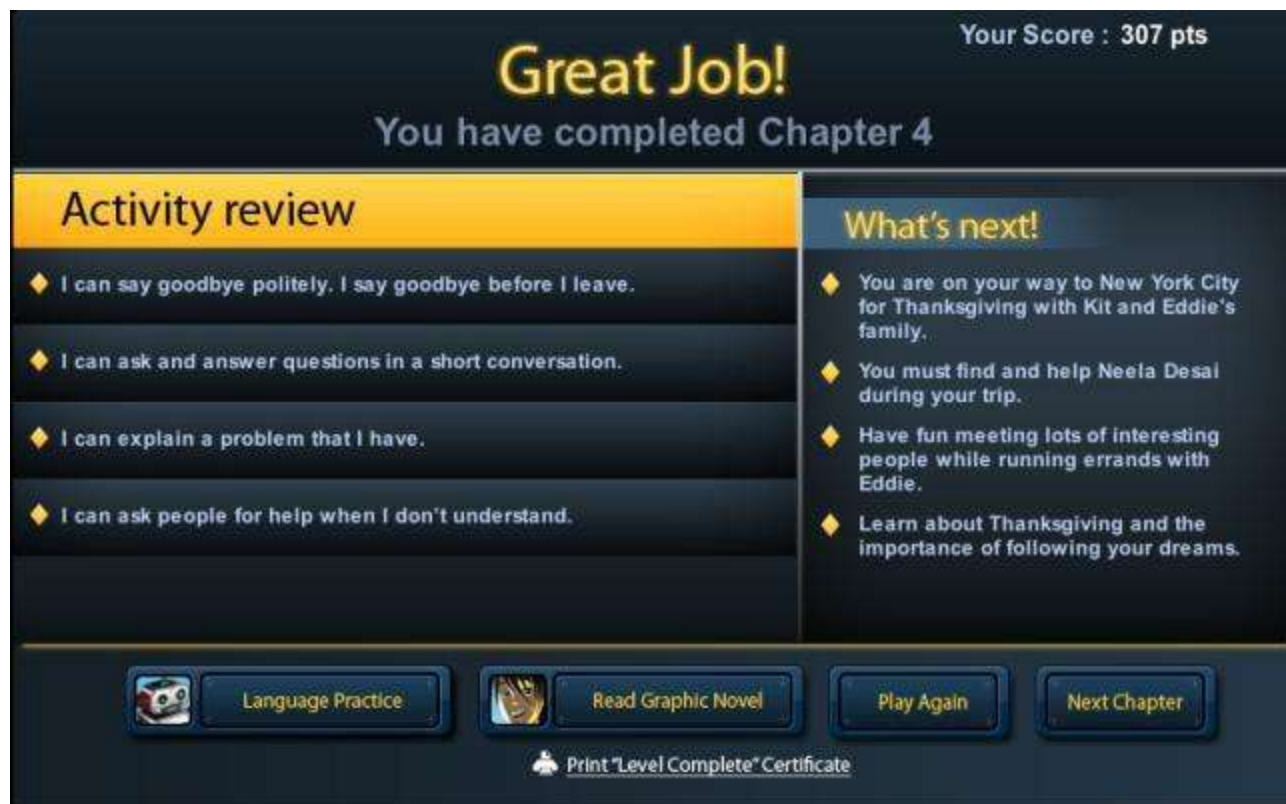 Your Score : 307 pts
Great Job!
You have completed Chapter 4
Activity review
I can say goodbye politely. I say goodbye before I leave.
I can ask and answer questions in a short conversation.
I can explain a problem that I have.
I can ask people for help when I don't understand.
What's next!
You are on your way to New York City
for Thanksgiving with Kit and Eddie's
family.
You must find and help Neela Desai
during your trip.
Have fun meeting lots of interesting
people while running errands with
Eddie.
Learn about Thanksgiving and the
importance of following your dreams.
Language Practice
Read Graphic Novel
Play Again
Next Chapter
Print "Level Complete" Certificate